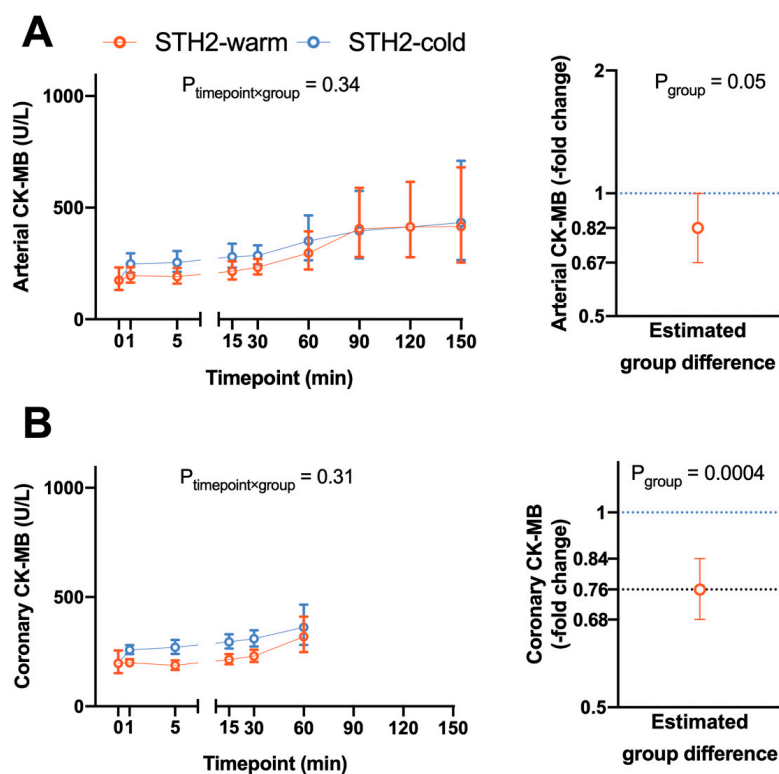 A
STH2-warm STH2-cold
Arterial CK-MB (U/L)
1000
500
0
P timepoint×group = 0.34
01 5 15 30 60 90 120 150
Timepoint (min)
Arterial CK-MB (-fold change)
2
1
0.82
0.67
0.5
P group = 0.05
Estimated
group difference
B
Coronary CK-MB (U/L)
1000
500
0
P timepoint×group = 0.31
01 5 15 30 60 90 120 150
Timepoint (min)
Coronary CK-MB
(-fold change)
1
0.84
0.76
0.68
0.5
P group = 0.0004
Estimated
group difference